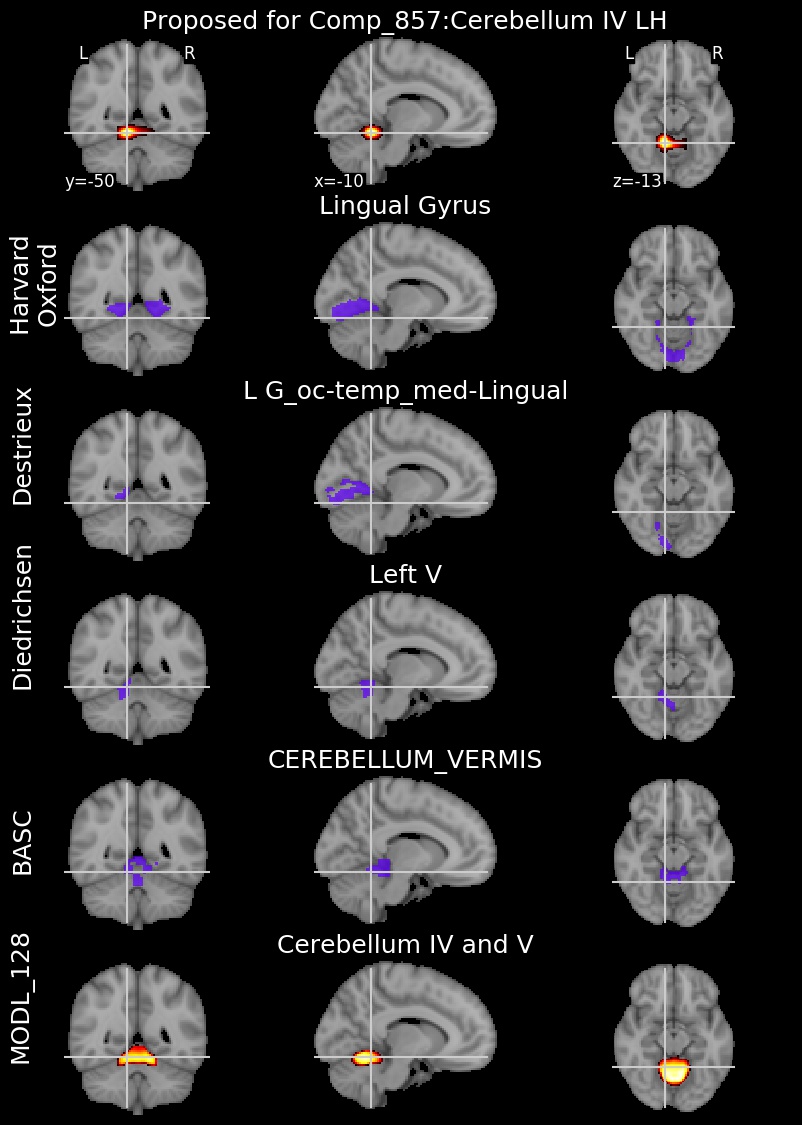 Proposed for Comp_857:Cerebellum IV LH
L R
L R
y=-50
x=-10
z=-13
Lingual Gyrus
Harvard
Oxford
L G_oc-temp_med-Lingual
Destrieux
Left V
Diedrichsen
CEREBELLUM_VERMIS
BASC
Cerebellum IV and V
MODL_128